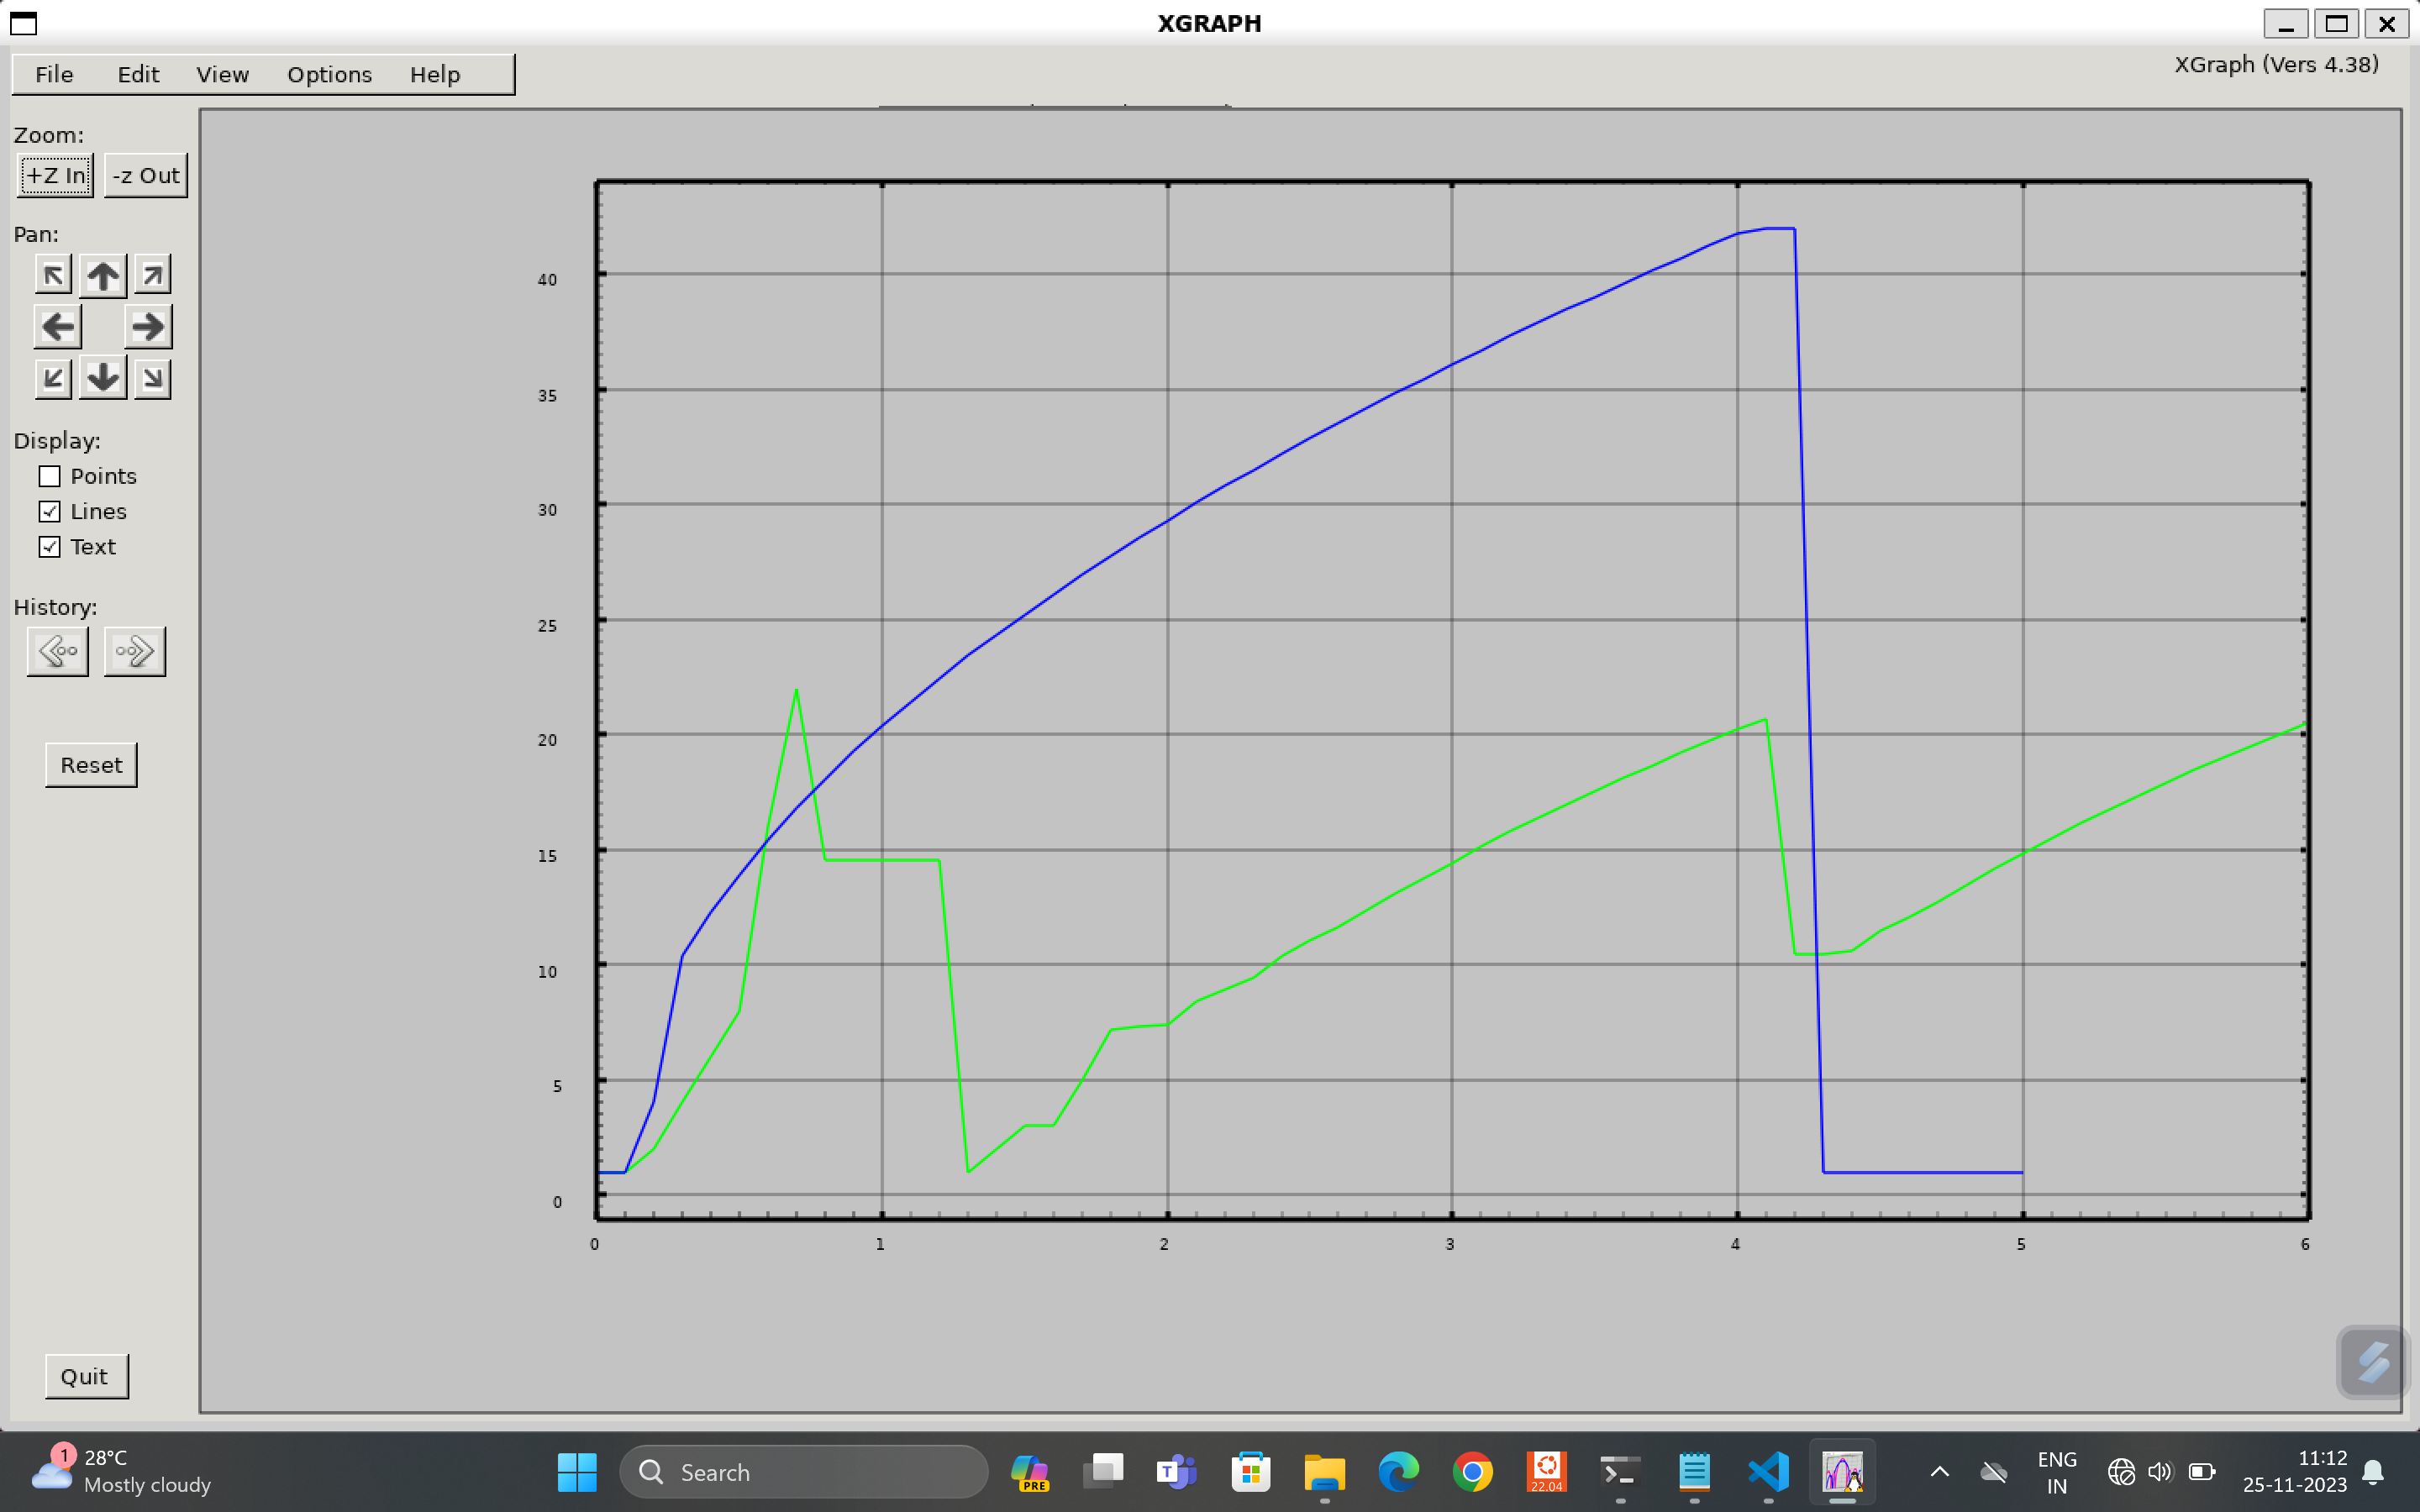 XGRAPH
File Edit View Options Help
XGraph (Vers 4.38)
Zoom:
+Z In -z Out
Pan:
Display:
Points
Lines
Text
History:
Reset
Quit
40
35
30
25
20
15
10
5
0
0 1 2 3 4 5 6
1
28°C
Mostly cloudy
Search
PRE
T
22.04
ENG
IN
11:12
25-11-2023